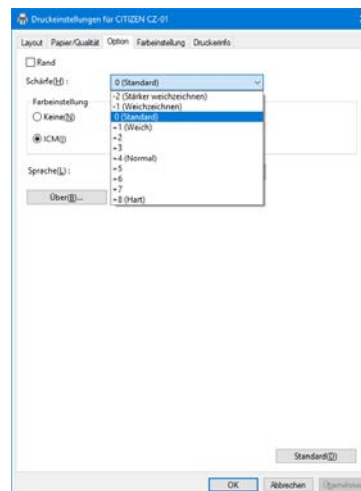 Druckeinstellungen für CITIZEN CZ-01
Layout Papier/Qualität Option Farbeinstellung Druckerinfo
Rand
Schärfe(H) : 0 (Standard)
-2 (Stärker weichzeichnen)
-1 (Weichzeichnen)
0 (Standard)
+1 (Weich)
+2
+3
+4 (Normal)
+5
+6
+7
+8 (Hart)
Farbeinstellung
Keine(N)
ICM(I)
Sprache(L) :
Über(B)...
Standard(D)
OK Abbrechen